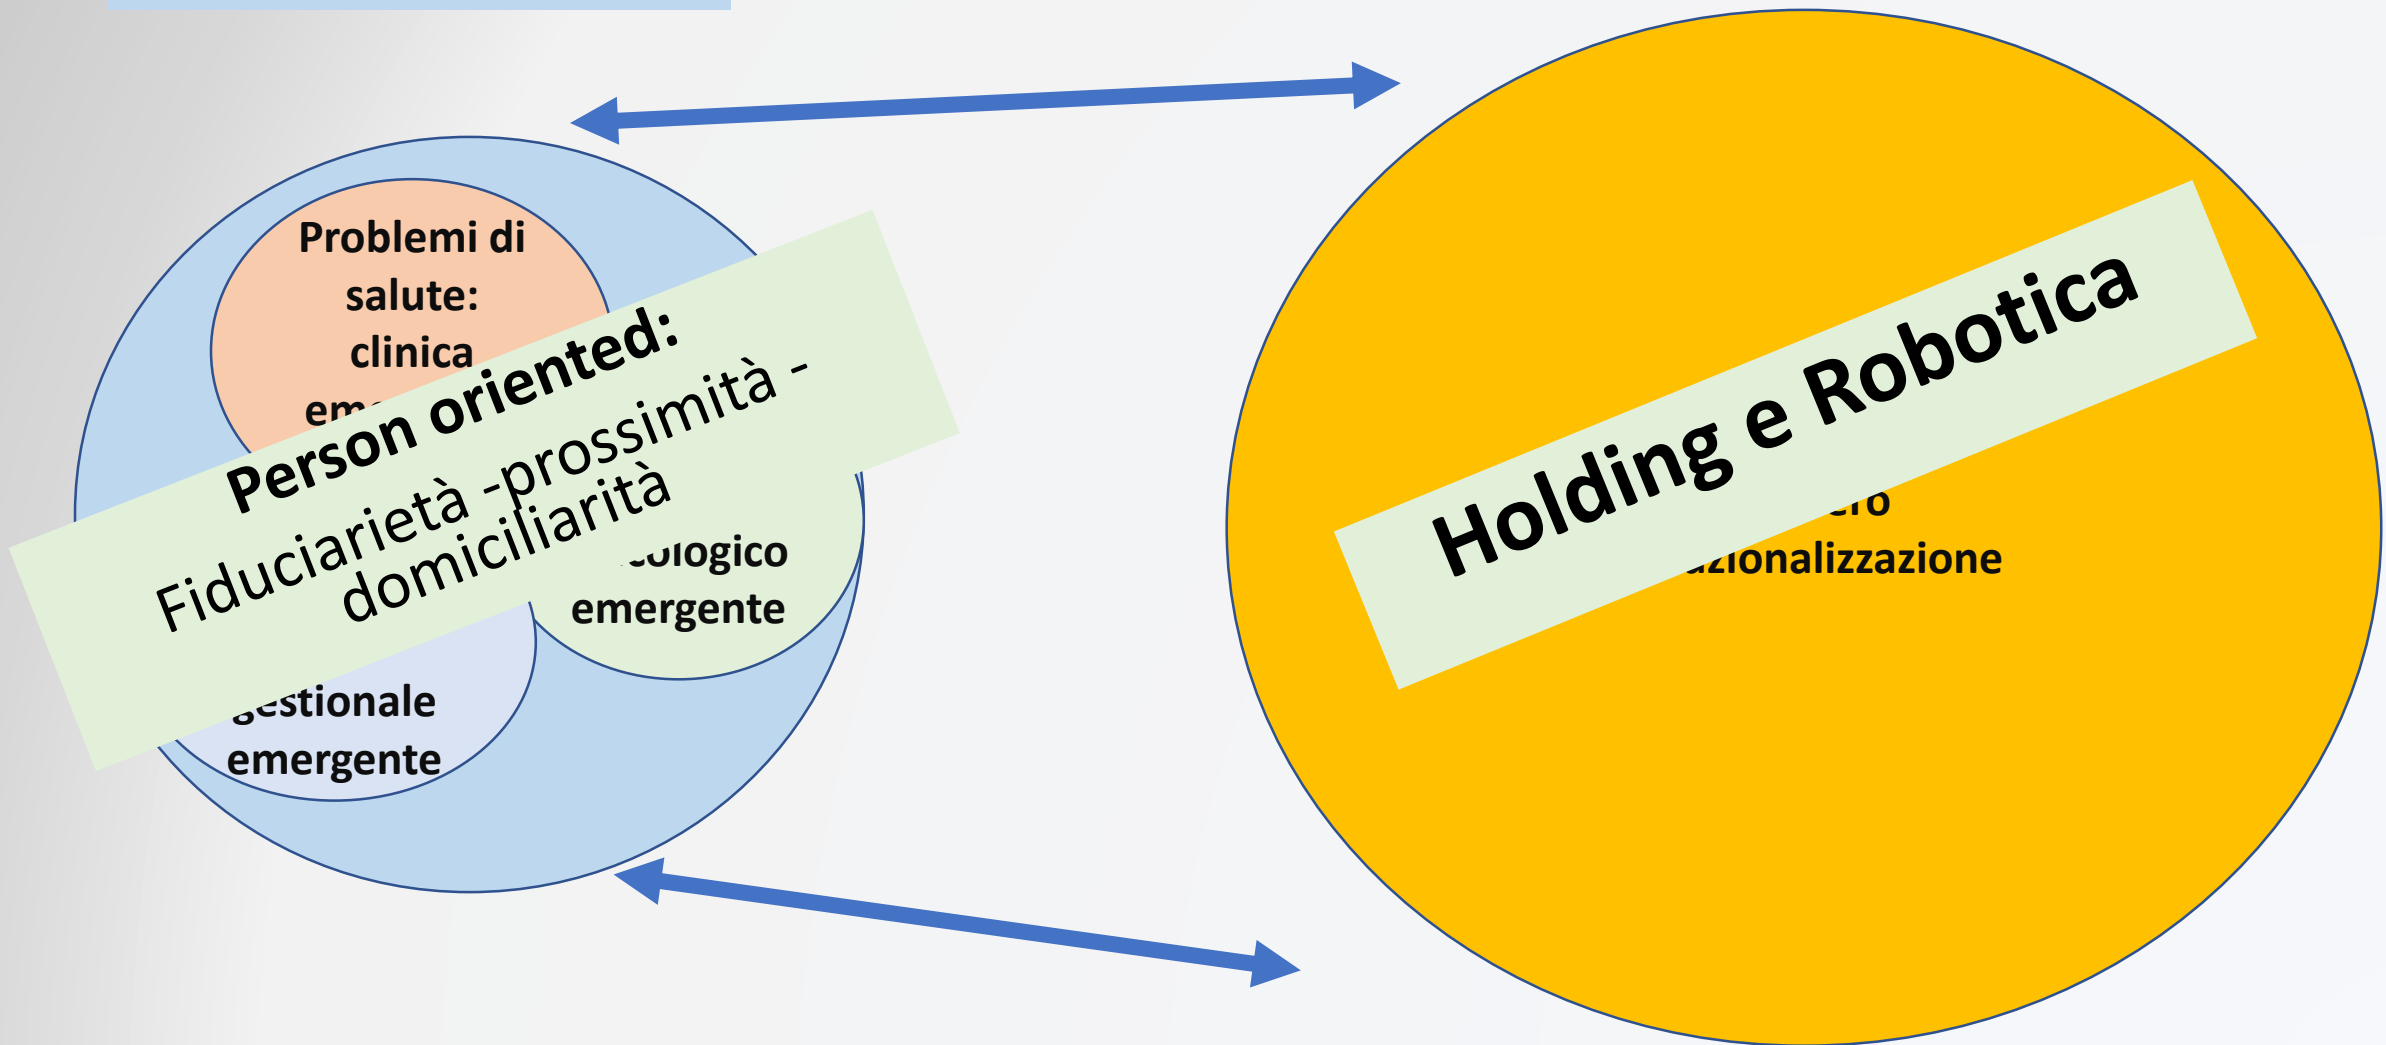 Problemi di
salute:
clinica
Person oriented:
Fiduciarietà -prossimità -
domiciliarità
emergente
gestionale
emergente
Holding e Robotica